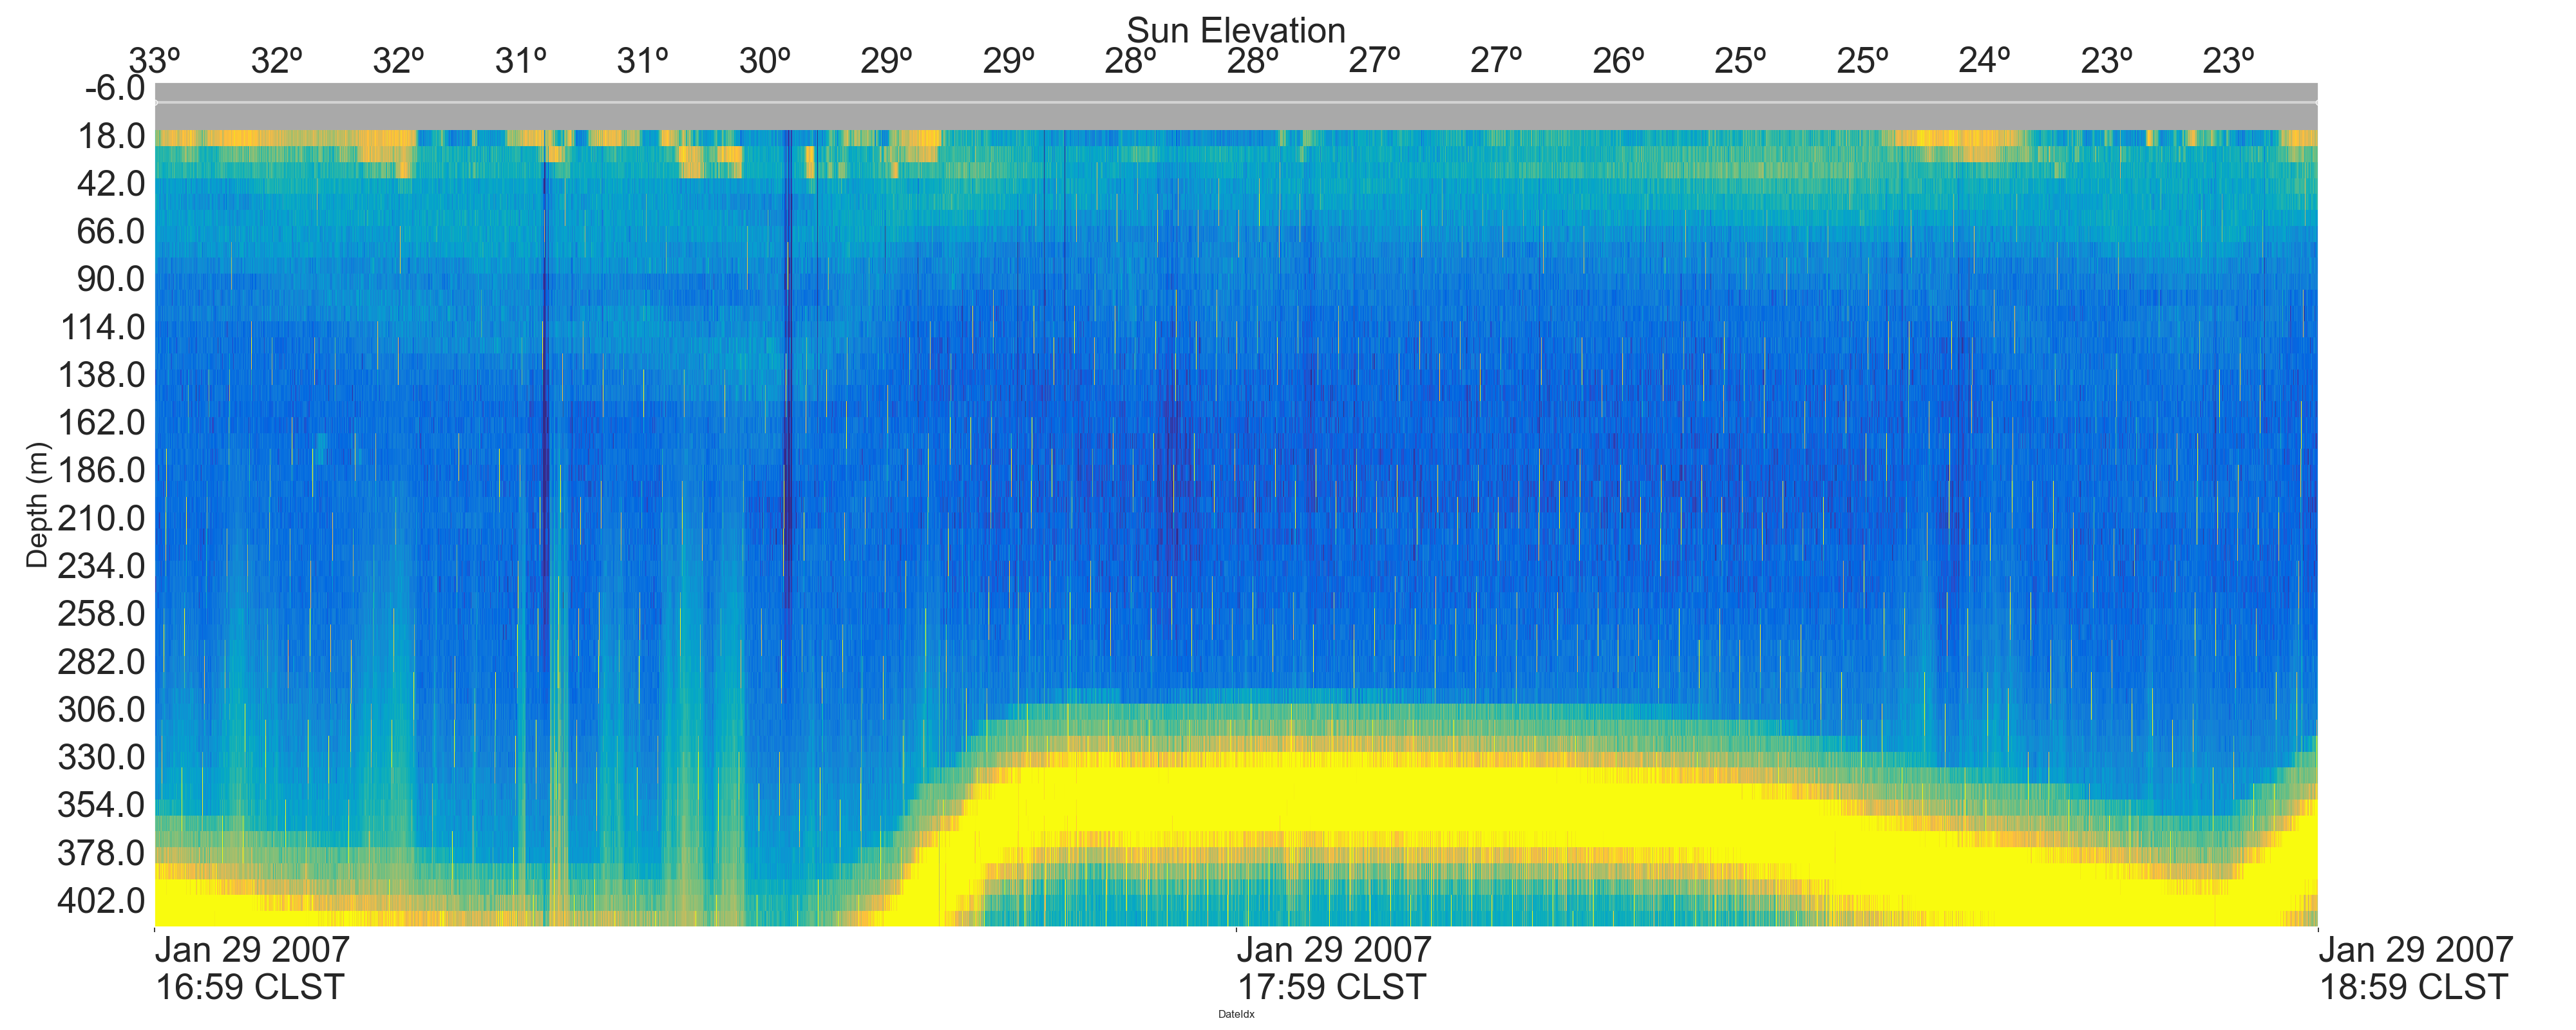 Sun Elevation
33º 32º 32º 31º 31º 30º 29º 29º 28º 28º 27º 27º 26º 25º 25º 24º 23º 23º
-6.0
18.0
42.0
66.0
90.0
114.0
138.0
162.0
186.0
210.0
234.0
258.0
282.0
306.0
330.0
354.0
378.0
402.0
Depth (m)
Jan 29 2007
16:59 CLST
Jan 29 2007
17:59 CLST
Jan 29 2007
18:59 CLST
DateIdx